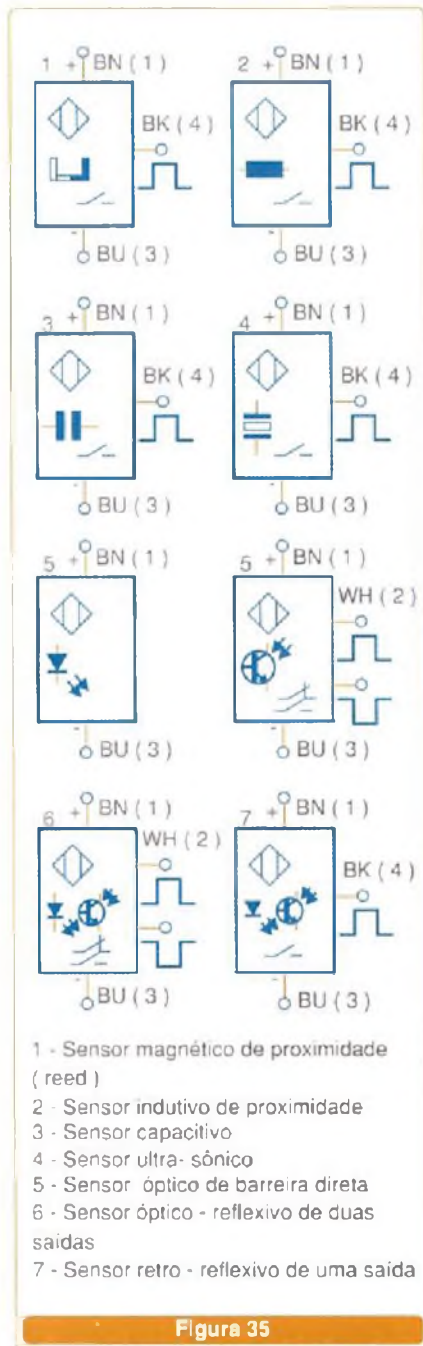 1 + BN ( 1 )
BK ( 4 )
- BU ( 3 )
2 + BN ( 1 )
BK ( 4 )
- BU ( 3 )
3 + BN ( 1 )
BK ( 4 )
- BU ( 3 )
4 + BN ( 1 )
BK ( 4 )
- BU ( 3 )
5 + BN ( 1 )
- BU ( 3 )
5 + BN ( 1 )
WH ( 2 )
- BU ( 3 )
6 + BN ( 1 )
WH ( 2 )
- BU ( 3 )
7 + BN ( 1 )
BK ( 4 )
- BU ( 3 )
1 - Sensor magnético de proximidade
( reed )
2 - Sensor indutivo de proximidade
3 - Sensor capacitivo
4 - Sensor ultra- sônico
5 - Sensor óptico de barreira direta
6 - Sensor óptico - reflexivo de duas
saídas
7 - Sensor retro - reflexivo de uma saída
Figura 35